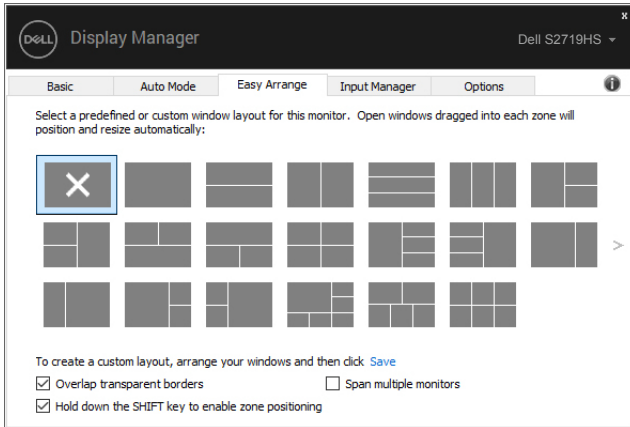 x
DELL Display Manager Dell S2719HS
Basic Auto Mode Easy Arrange Input Manager Options i
Select a predefined or custom window layout for this monitor. Open windows dragged into each zone will
position and resize automatically:
>
To create a custom layout, arrange your windows and then click Save
Overlap transparent borders Span multiple monitors
Hold down the SHIFT key to enable zone positioning